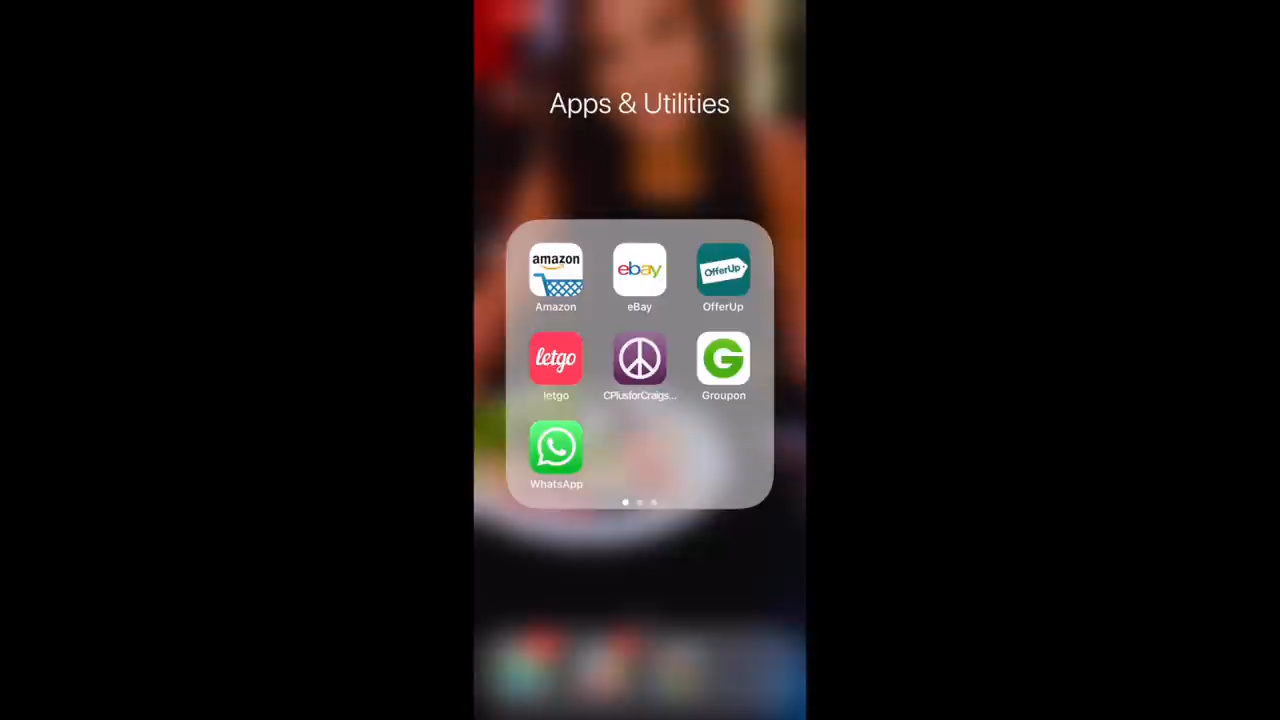 Apps & Utilities
amazon
ebay
OfferUp
Amazon
eBay
OfferUp
letgo
letgo
CPlusforCraigs...
Groupon
G
WhatsApp